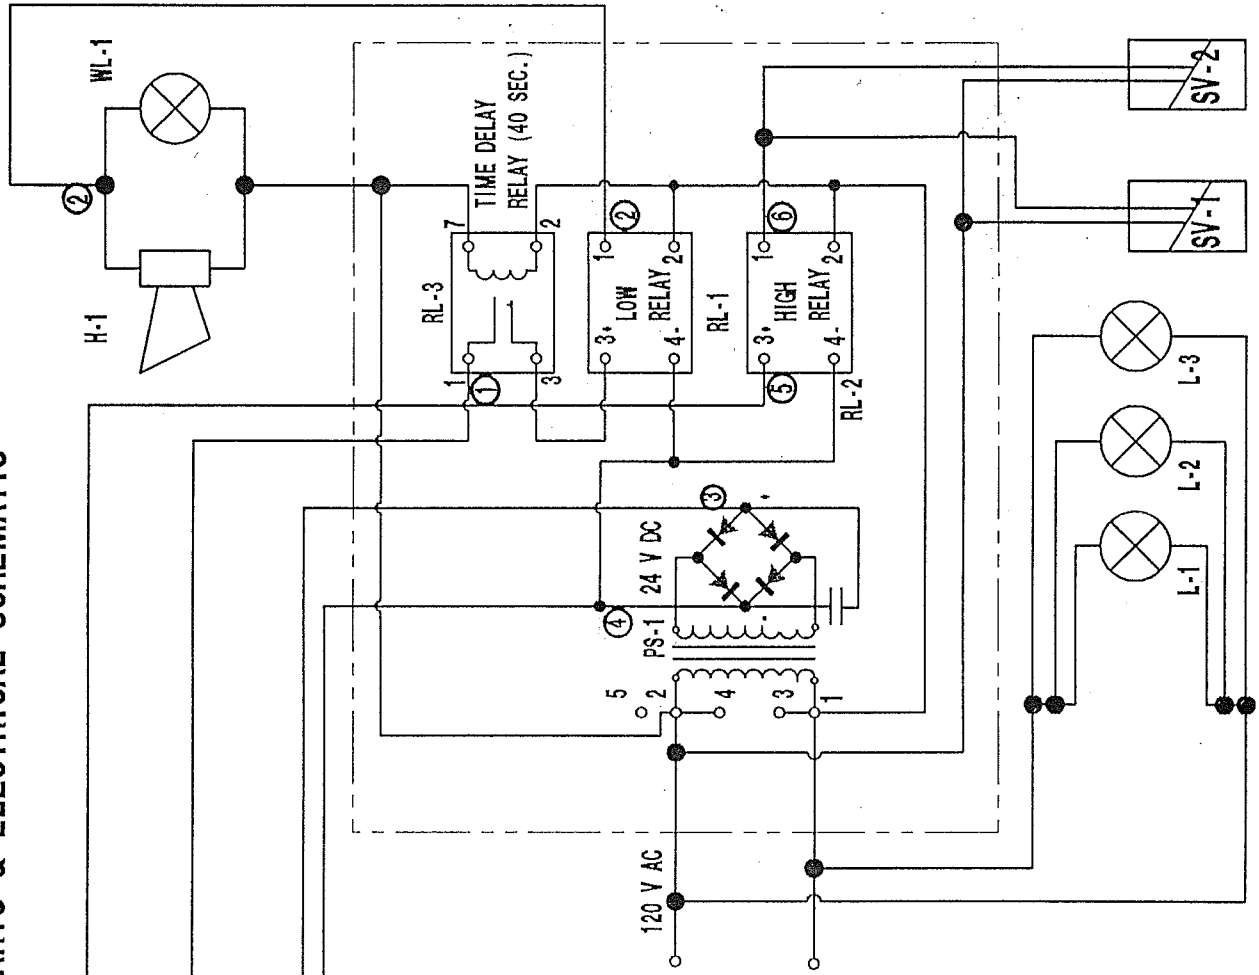 & ELECTRICAL SCHEMATIC
WL-1
H-1
2
TIME DELAY
RELAY (40 SEC.)
RL-3
7
2
1
3
1
LOW
RELAY
1
2
3+
4-
2
RL-1
HIGH
RELAY
1
2
3+
4-
6
5
RL-2
24 V DC
3
+
-
4
PS-1
5
2
4
3
1
120 V AC
SV-2
SV-1
L-3
L-2
L-1